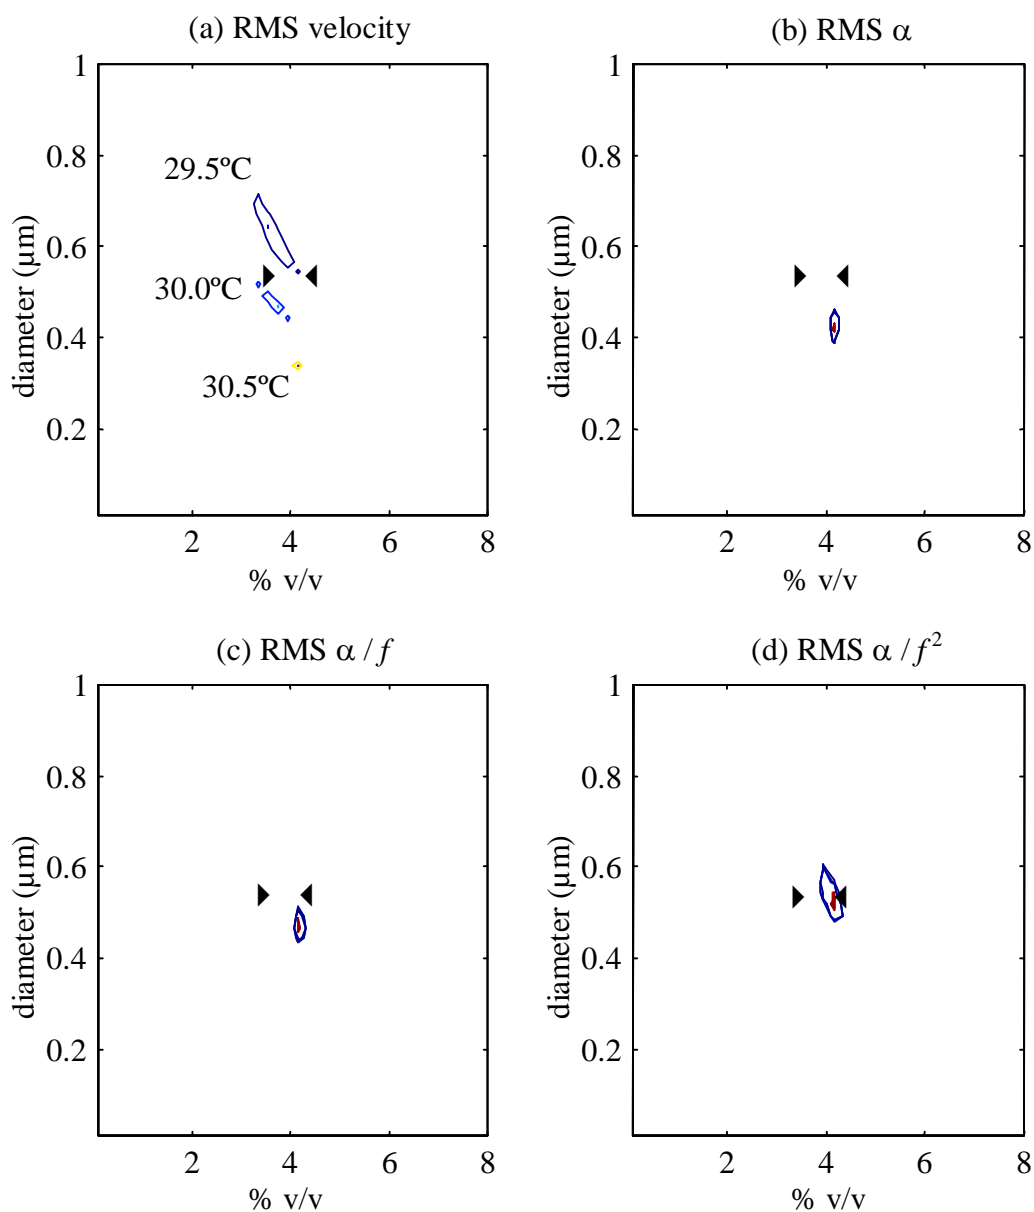 (a) RMS velocity
(b) RMS α
1
0.8
0.6
0.4
0.2
29.5ºC
30.0ºC
30.5ºC
diameter (μm)
2 4 6 8
% v/v
1
0.8
0.6
0.4
0.2
diameter (μm)
2 4 6 8
% v/v
(c) RMS α / f
(d) RMS α / f²
1
0.8
0.6
0.4
0.2
diameter (μm)
2 4 6 8
% v/v
1
0.8
0.6
0.4
0.2
diameter (μm)
2 4 6 8
% v/v